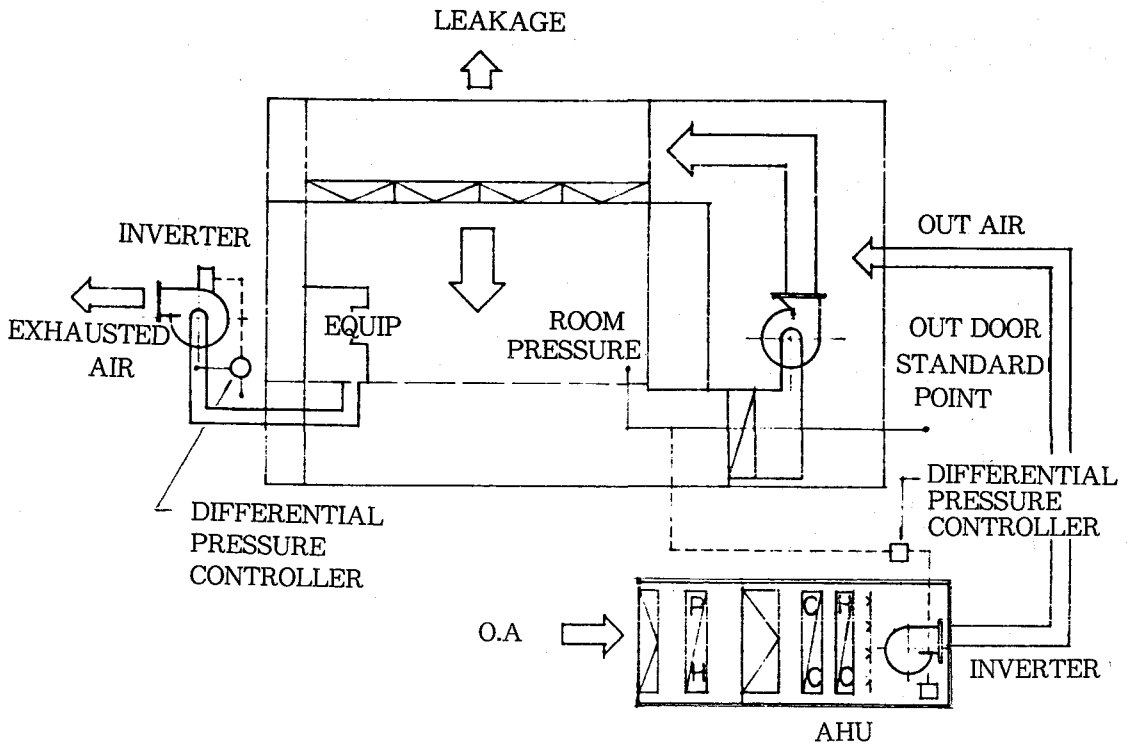 LEAKAGE
INVERTER
EXHAUSTED
AIR
EQUIP
ROOM
PRESSURE
OUT AIR
OUT DOOR
STANDARD
POINT
DIFFERENTIAL
PRESSURE
CONTROLLER
DIFFERENTIAL
PRESSURE
CONTROLLER
O.A
P
H
C
C
H
C
INVERTER
AHU